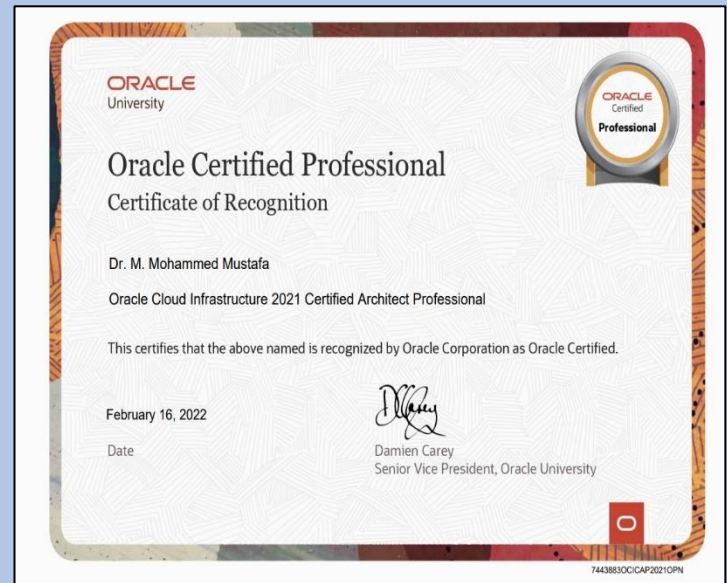 ORACLE
University
ORACLE
Certified
Professional
Oracle Certified Professional
Certificate of Recognition
Dr. M. Mohammed Mustafa
Oracle Cloud Infrastructure 2021 Certified Architect Professional
This certifies that the above named is recognized by Oracle Corporation as Oracle Certified.
February 16, 2022
DCarey
Date
Damien Carey
Senior Vice President, Oracle University
7443883OCICAP2021OPN